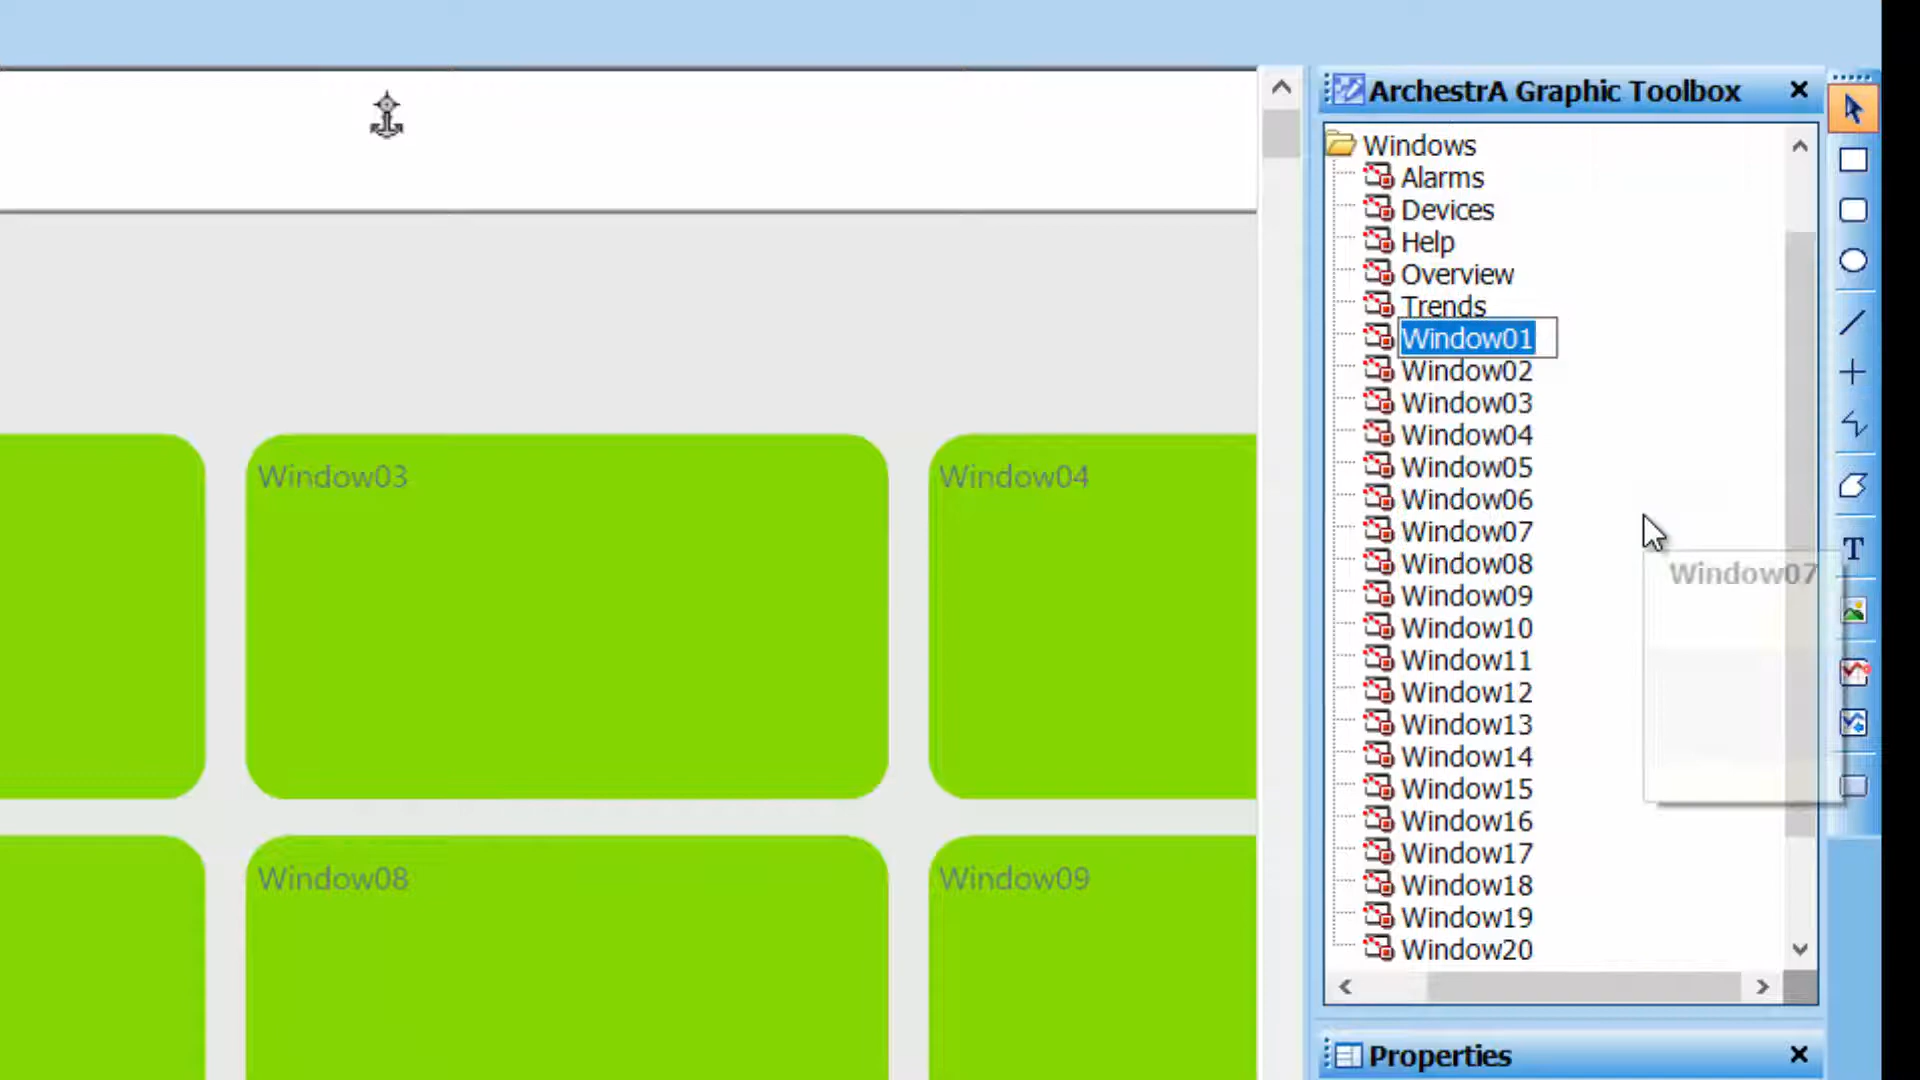 ArchestrA Graphic Toolbox
Windows
Alarms
Devices
Help
Overview
Trends
Window01
Window02
Window03
Window04
Window05
Window06
Window07
Window08
Window09
Window10
Window11
Window12
Window13
Window14
Window15
Window16
Window17
Window18
Window19
Window20
Window07
T
Properties
Window03
Window04
Window08
Window09